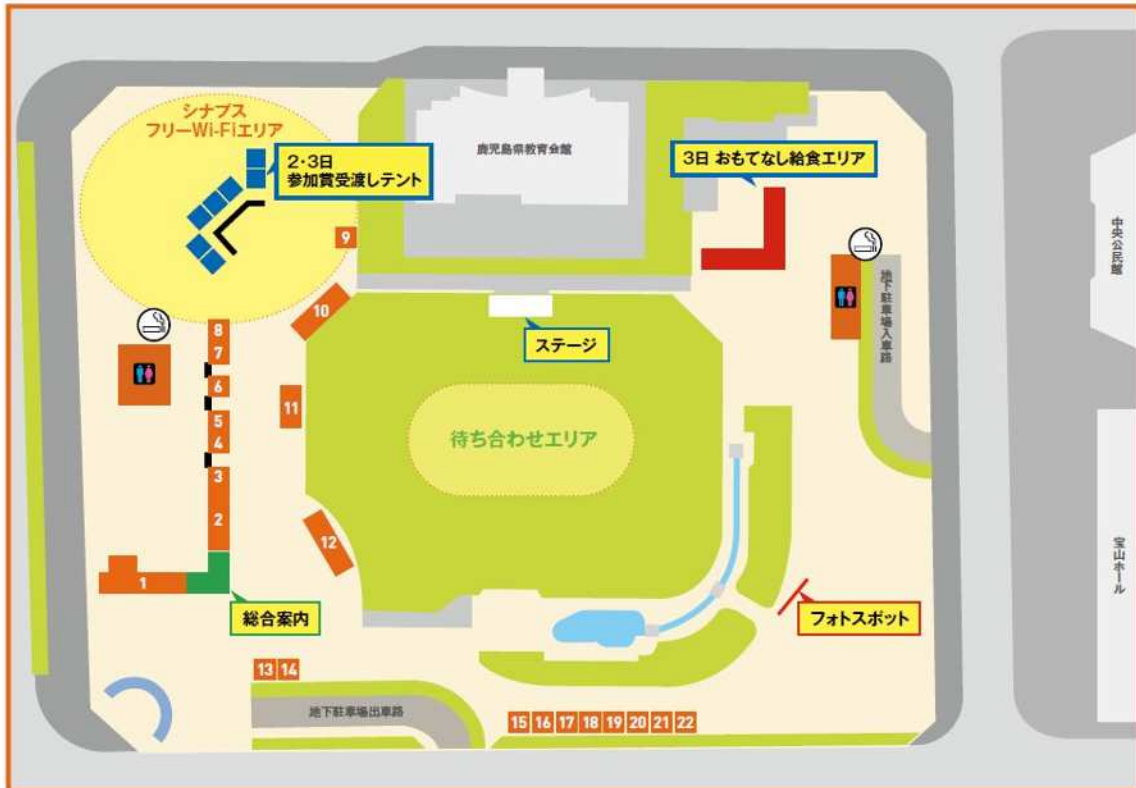 シナプス
フリーWi-Fiエリア
2・3日
参加賞受渡しテント
鹿児島県教育会館
3日 おもてなし給食エリア
中央公民館
地下駐車場入車路
9
10
ステージ
8
7
6
11
5
4
待ち合わせエリア
3
2
12
1
宝山ホール
総合案内
フォトスポット
13 14
地下駐車場出車路
15 16 17 18 19 20 21 22